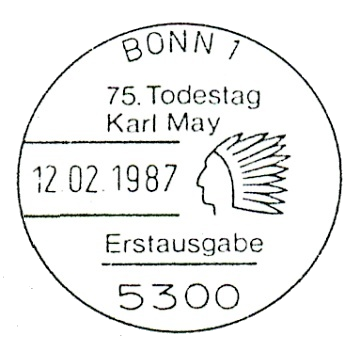 BONN 1
75. Todestag
Karl May
12.02.1987
Erstausgabe
5300